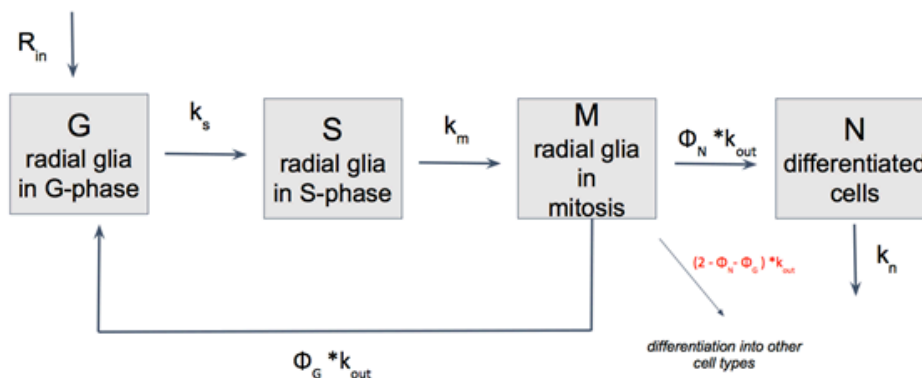 R_in
G
radial glia
in G-phase
k_s
S
radial glia
in S-phase
k_m
M
radial glia
in
mitosis
Φ_N *k_out
N
differentiated
cells
(2 - Φ_N - Φ_G ) *k_out
k_n
differentiation into other
cell types
Φ_G *k_out